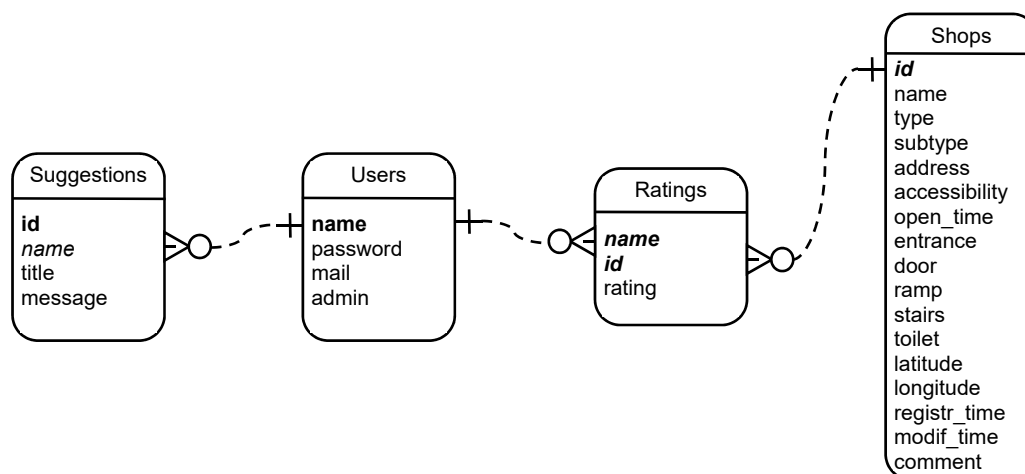 Suggestions
id
name
title
message
Users
name
password
mail
admin
Ratings
name
id
rating
Shops
id
name
type
subtype
address
accessibility
open_time
entrance
door
ramp
stairs
toilet
latitude
longitude
registr_time
modif_time
comment